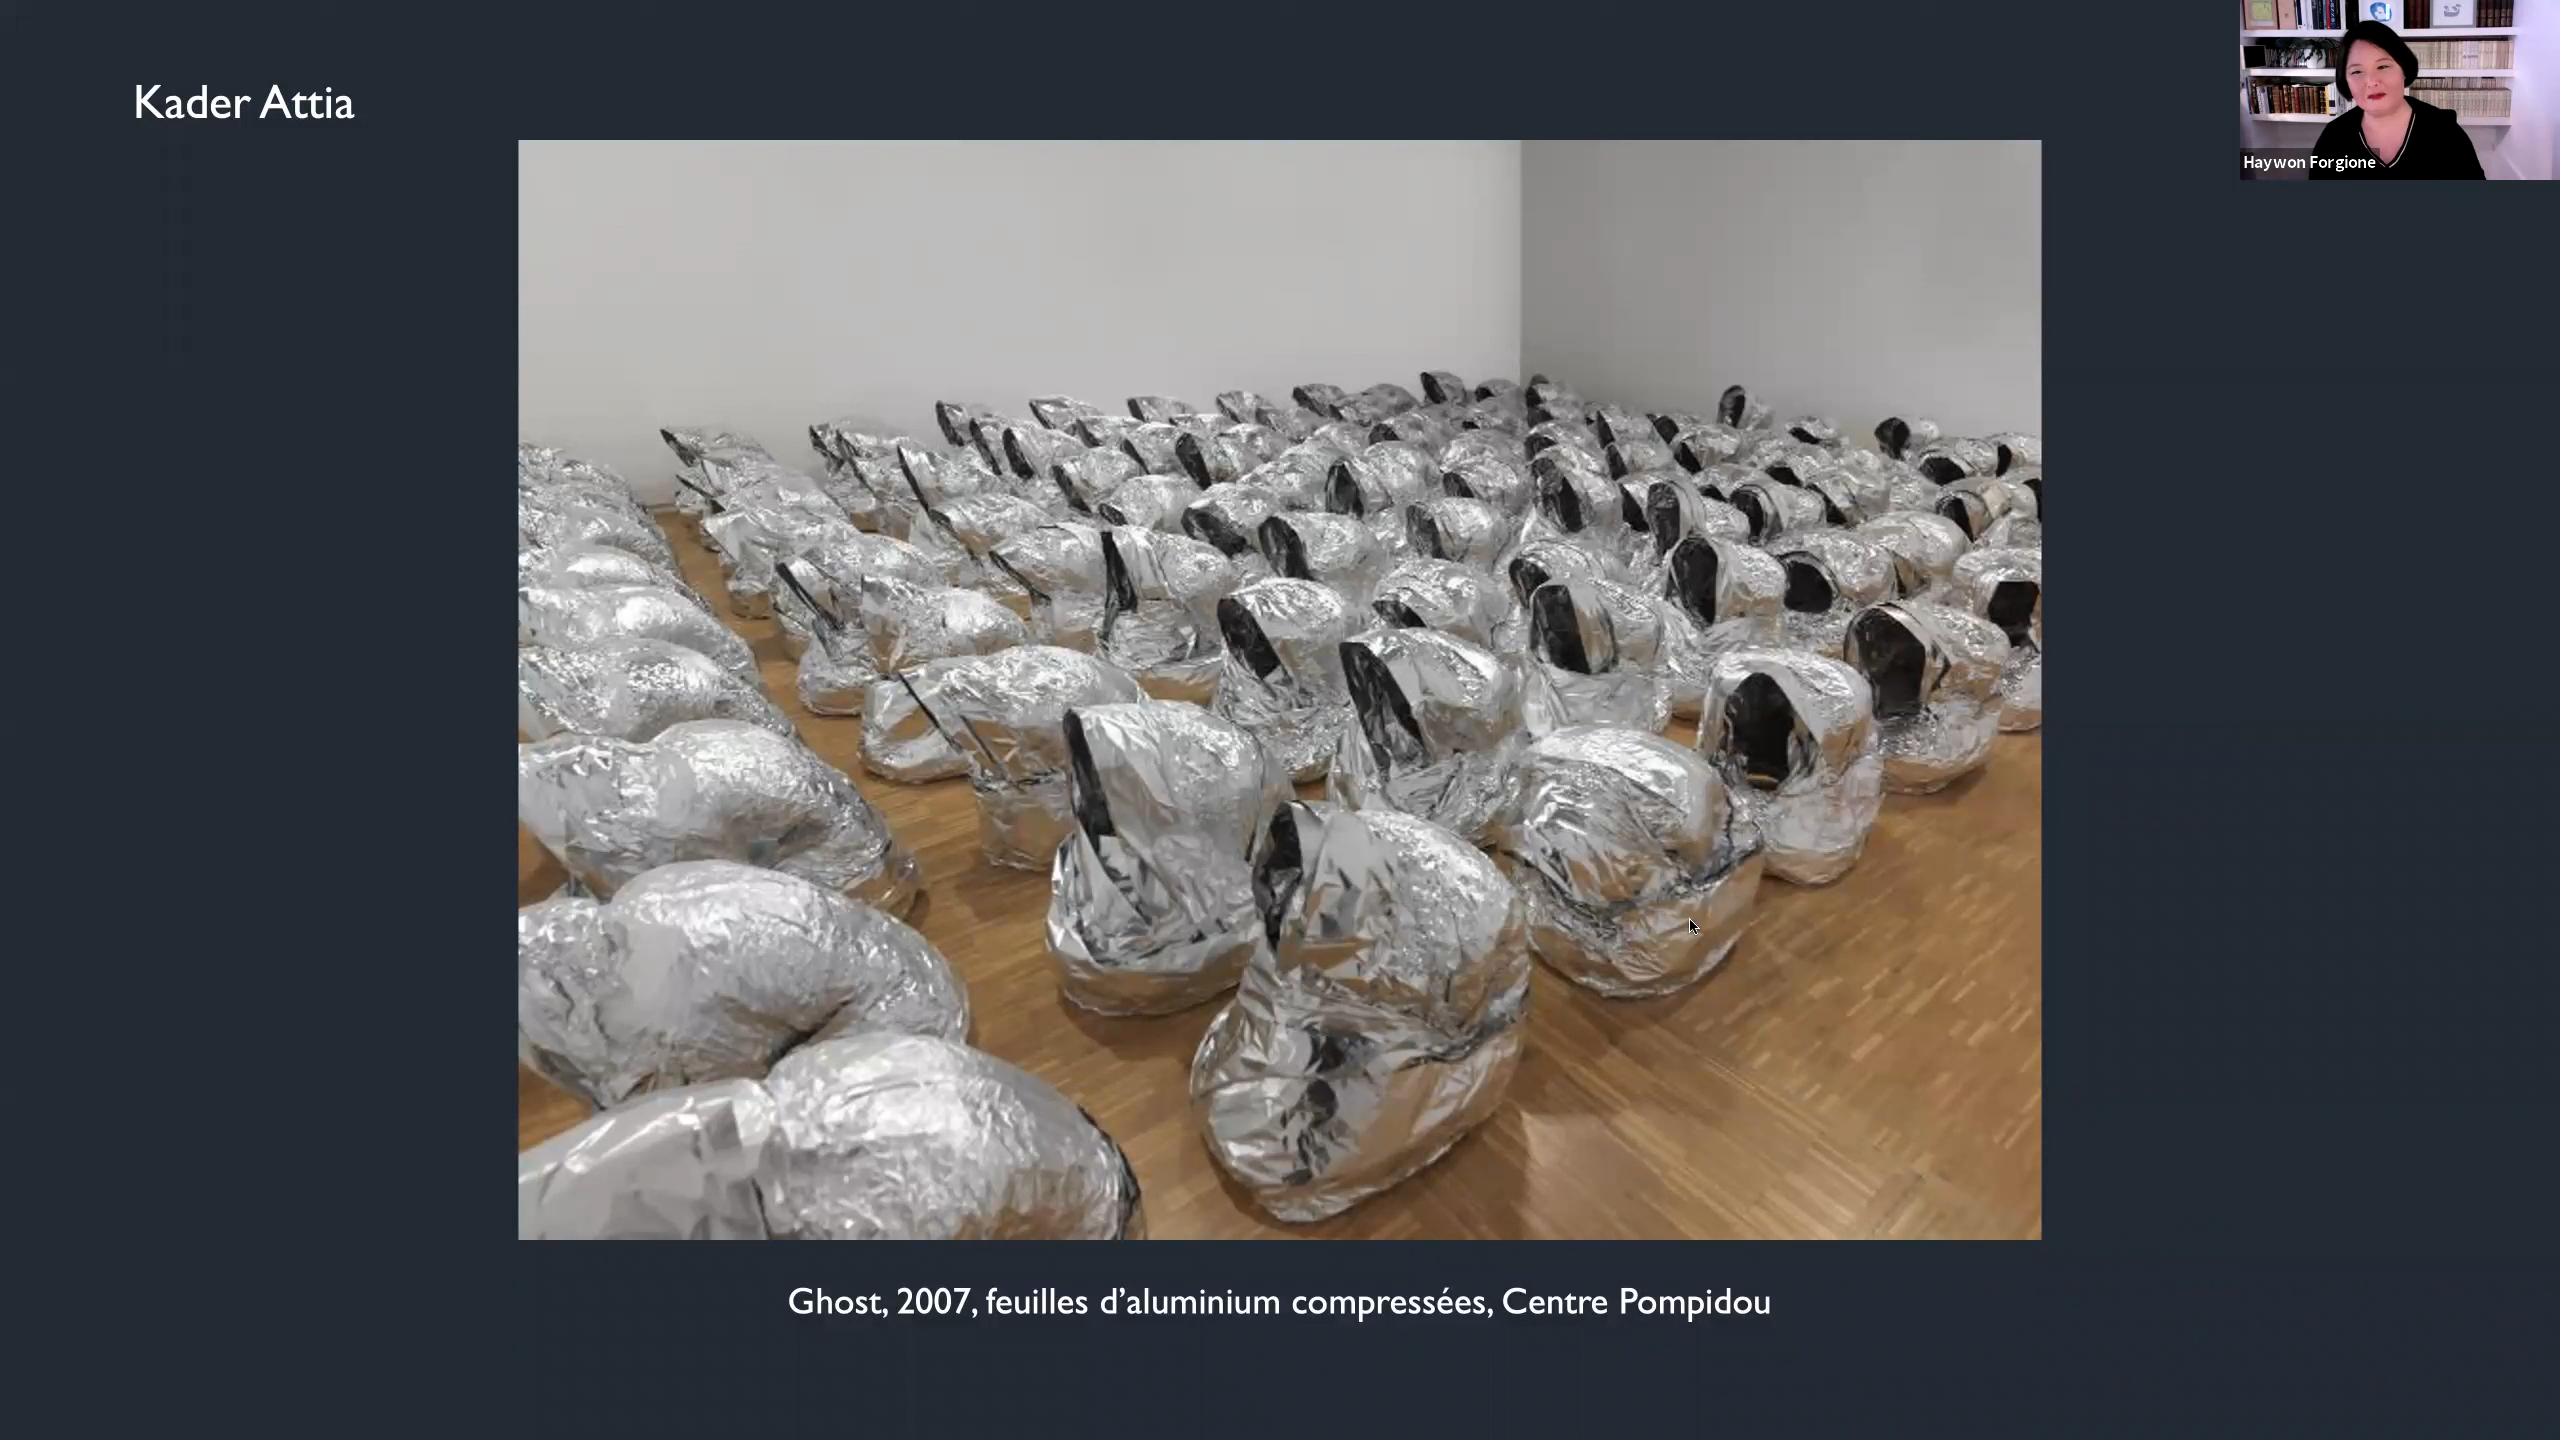 Kader Attia
Haywon Forgione
Ghost, 2007, feuilles d’aluminium compressées, Centre Pompidou